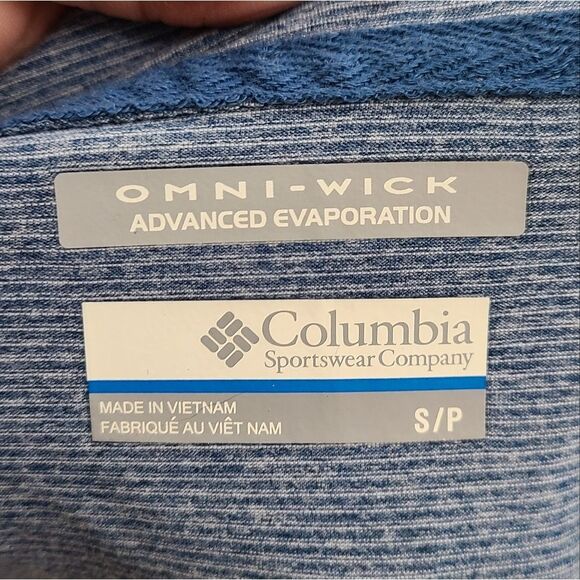 OMNI-WICK
ADVANCED EVAPORATION
Columbia
Sportswear Company
MADE IN VIETNAM
FABRIQUÉ AU VIÊT NAM
S/P